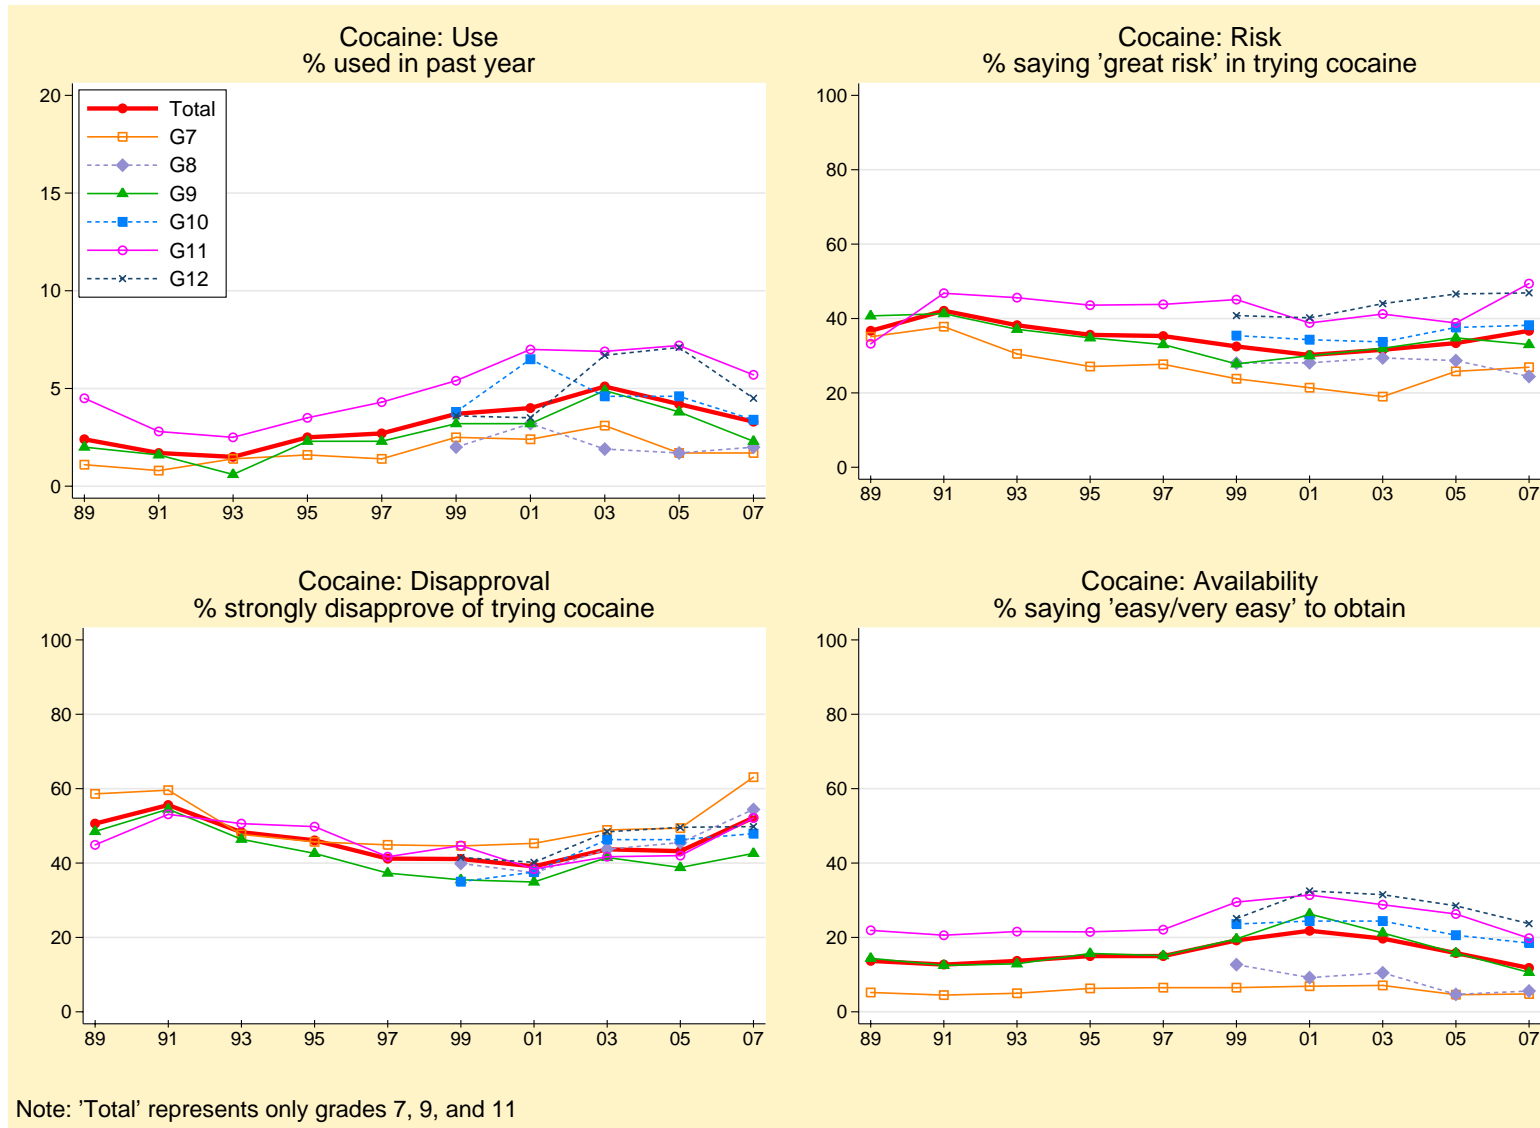 Cocaine: Use
% used in past year
20
15
10
5
0
Total
G7
G8
G9
G10
G11
G12
89 91 93 95 97 99 01 03 05 07
Cocaine: Risk
% saying ’great risk’ in trying cocaine
100
80
60
40
20
0
89 91 93 95 97 99 01 03 05 07
Cocaine: Disapproval
% strongly disapprove of trying cocaine
100
80
60
40
20
0
89 91 93 95 97 99 01 03 05 07
Cocaine: Availability
% saying ’easy/very easy’ to obtain
100
80
60
40
20
0
89 91 93 95 97 99 01 03 05 07
Note: ’Total’ represents only grades 7, 9, and 11